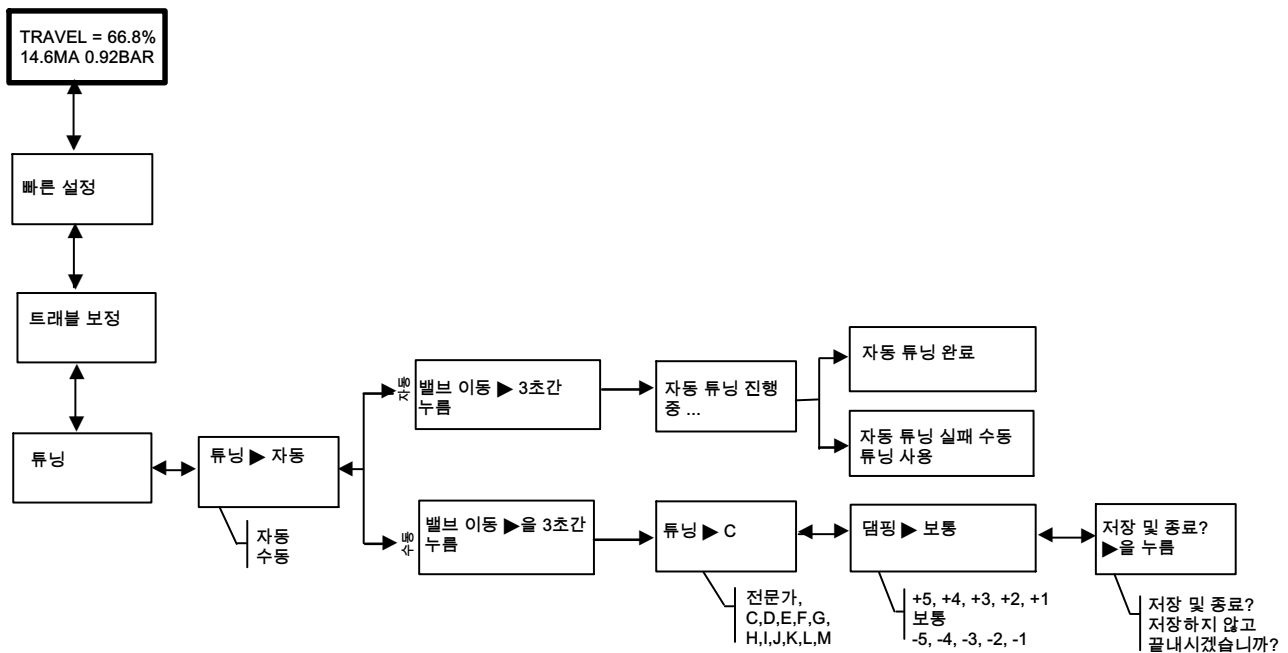 TRAVEL = 66.8%
14.6MA 0.92BAR
빠른 설정
트래블 보정
튜닝
튜닝 ▶ 자동
자동
수동
자동
밸브 이동 ▶ 3초간
누름
자동 튜닝 진행
중 ...
자동 튜닝 완료
자동 튜닝 실패 수동
튜닝 사용
수동
밸브 이동 ▶을 3초간
누름
튜닝 ▶ C
전문가,
C,D,E,F,G,
H,I,J,K,L,M
댐핑 ▶ 보통
+5, +4, +3, +2, +1
보통
-5, -4, -3, -2, -1
저장 및 종료?
▶을 누름
저장 및 종료?
저장하지 않고
끝내시겠습니까?